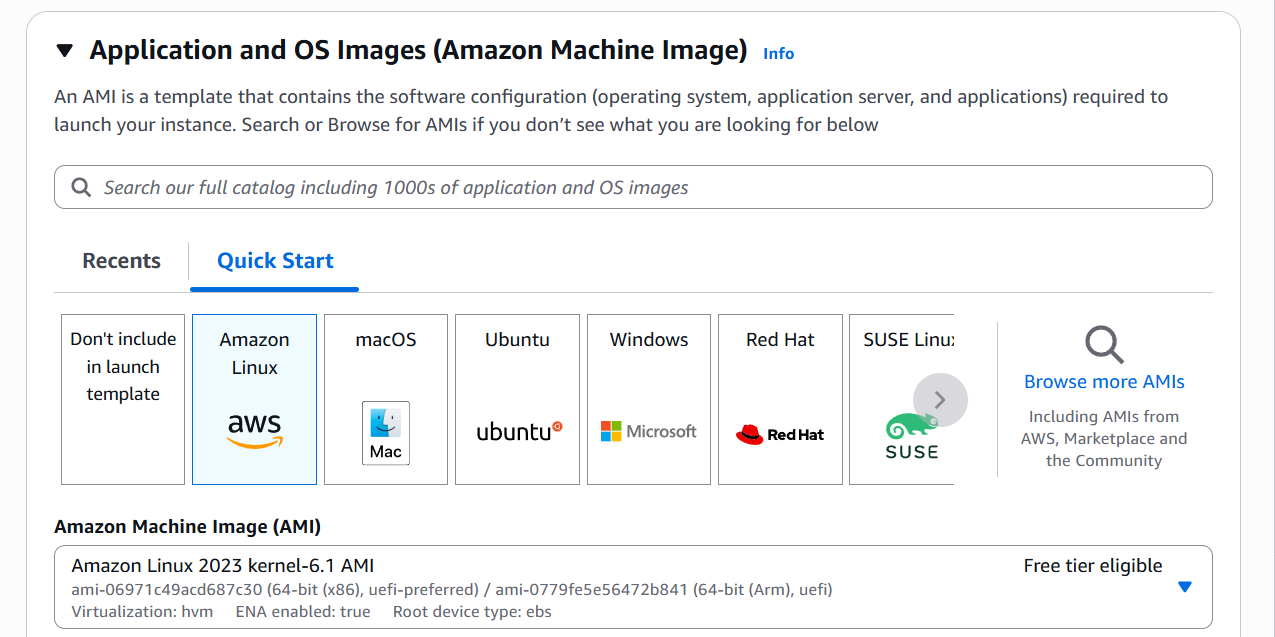 Application and OS Images (Amazon Machine Image) Info
An AMI is a template that contains the software configuration (operating system, application server, and applications) required to
launch your instance. Search or Browse for AMIs if you don’t see what you are looking for below
Search our full catalog including 1000s of application and OS images
Recents
Quick Start
Don't include
in launch
template
Amazon
Linux
aws
macOS
Mac
Ubuntu
ubuntu
Windows
Microsoft
Red Hat
Red Hat
SUSE Linux
SUSE
Browse more AMIs
Including AMIs from
AWS, Marketplace and
the Community
Amazon Machine Image (AMI)
Amazon Linux 2023 kernel-6.1 AMI
Free tier eligible
ami-06971c49acd687c30 (64-bit (x86), uefi-preferred) / ami-0779fe5e56472b841 (64-bit (Arm), uefi)
Virtualization: hvm ENA enabled: true Root device type: ebs